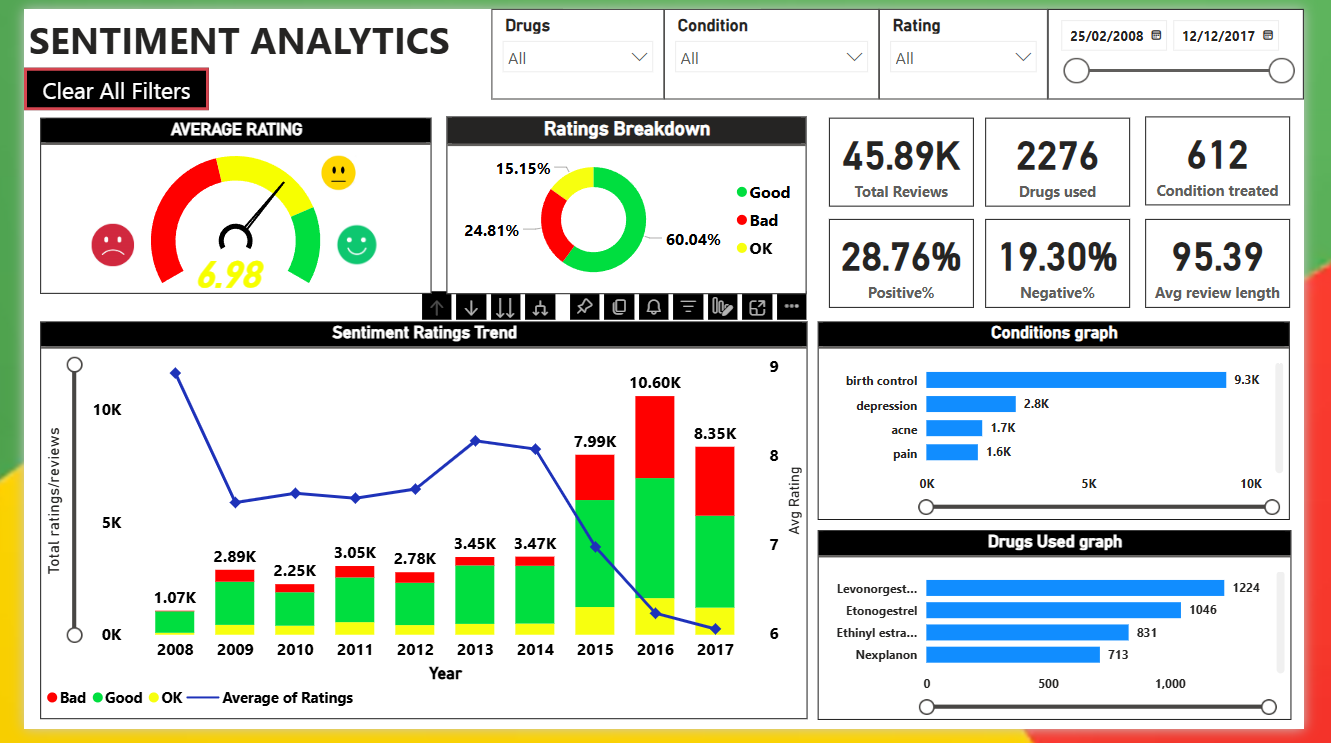 SENTIMENT ANALYTICS
Clear All Filters
Drugs
All
Condition
All
Rating
All
25/02/2008
12/12/2017
AVERAGE RATING
6.98
Ratings Breakdown
15.15%
24.81%
60.04%
Good
Bad
OK
45.89K
Total Reviews
2276
Drugs used
612
Condition treated
28.76%
Positive%
19.30%
Negative%
95.39
Avg review length
Sentiment Ratings Trend
Total ratings/reviews
10K
5K
0K
1.07K
2.89K
2.25K
3.05K
2.78K
3.45K
3.47K
7.99K
10.60K
8.35K
9
8
7
6
Avg Rating
2008 2009 2010 2011 2012 2013 2014 2015 2016 2017
Year
Bad Good OK Average of Ratings
Conditions graph
birth control 9.3K
depression 2.8K
acne 1.7K
pain 1.6K
0K 5K 10K
Drugs Used graph
Levonorgest... 1224
Etonogestrel 1046
Ethinyl estra... 831
Nexplanon 713
0 500 1,000